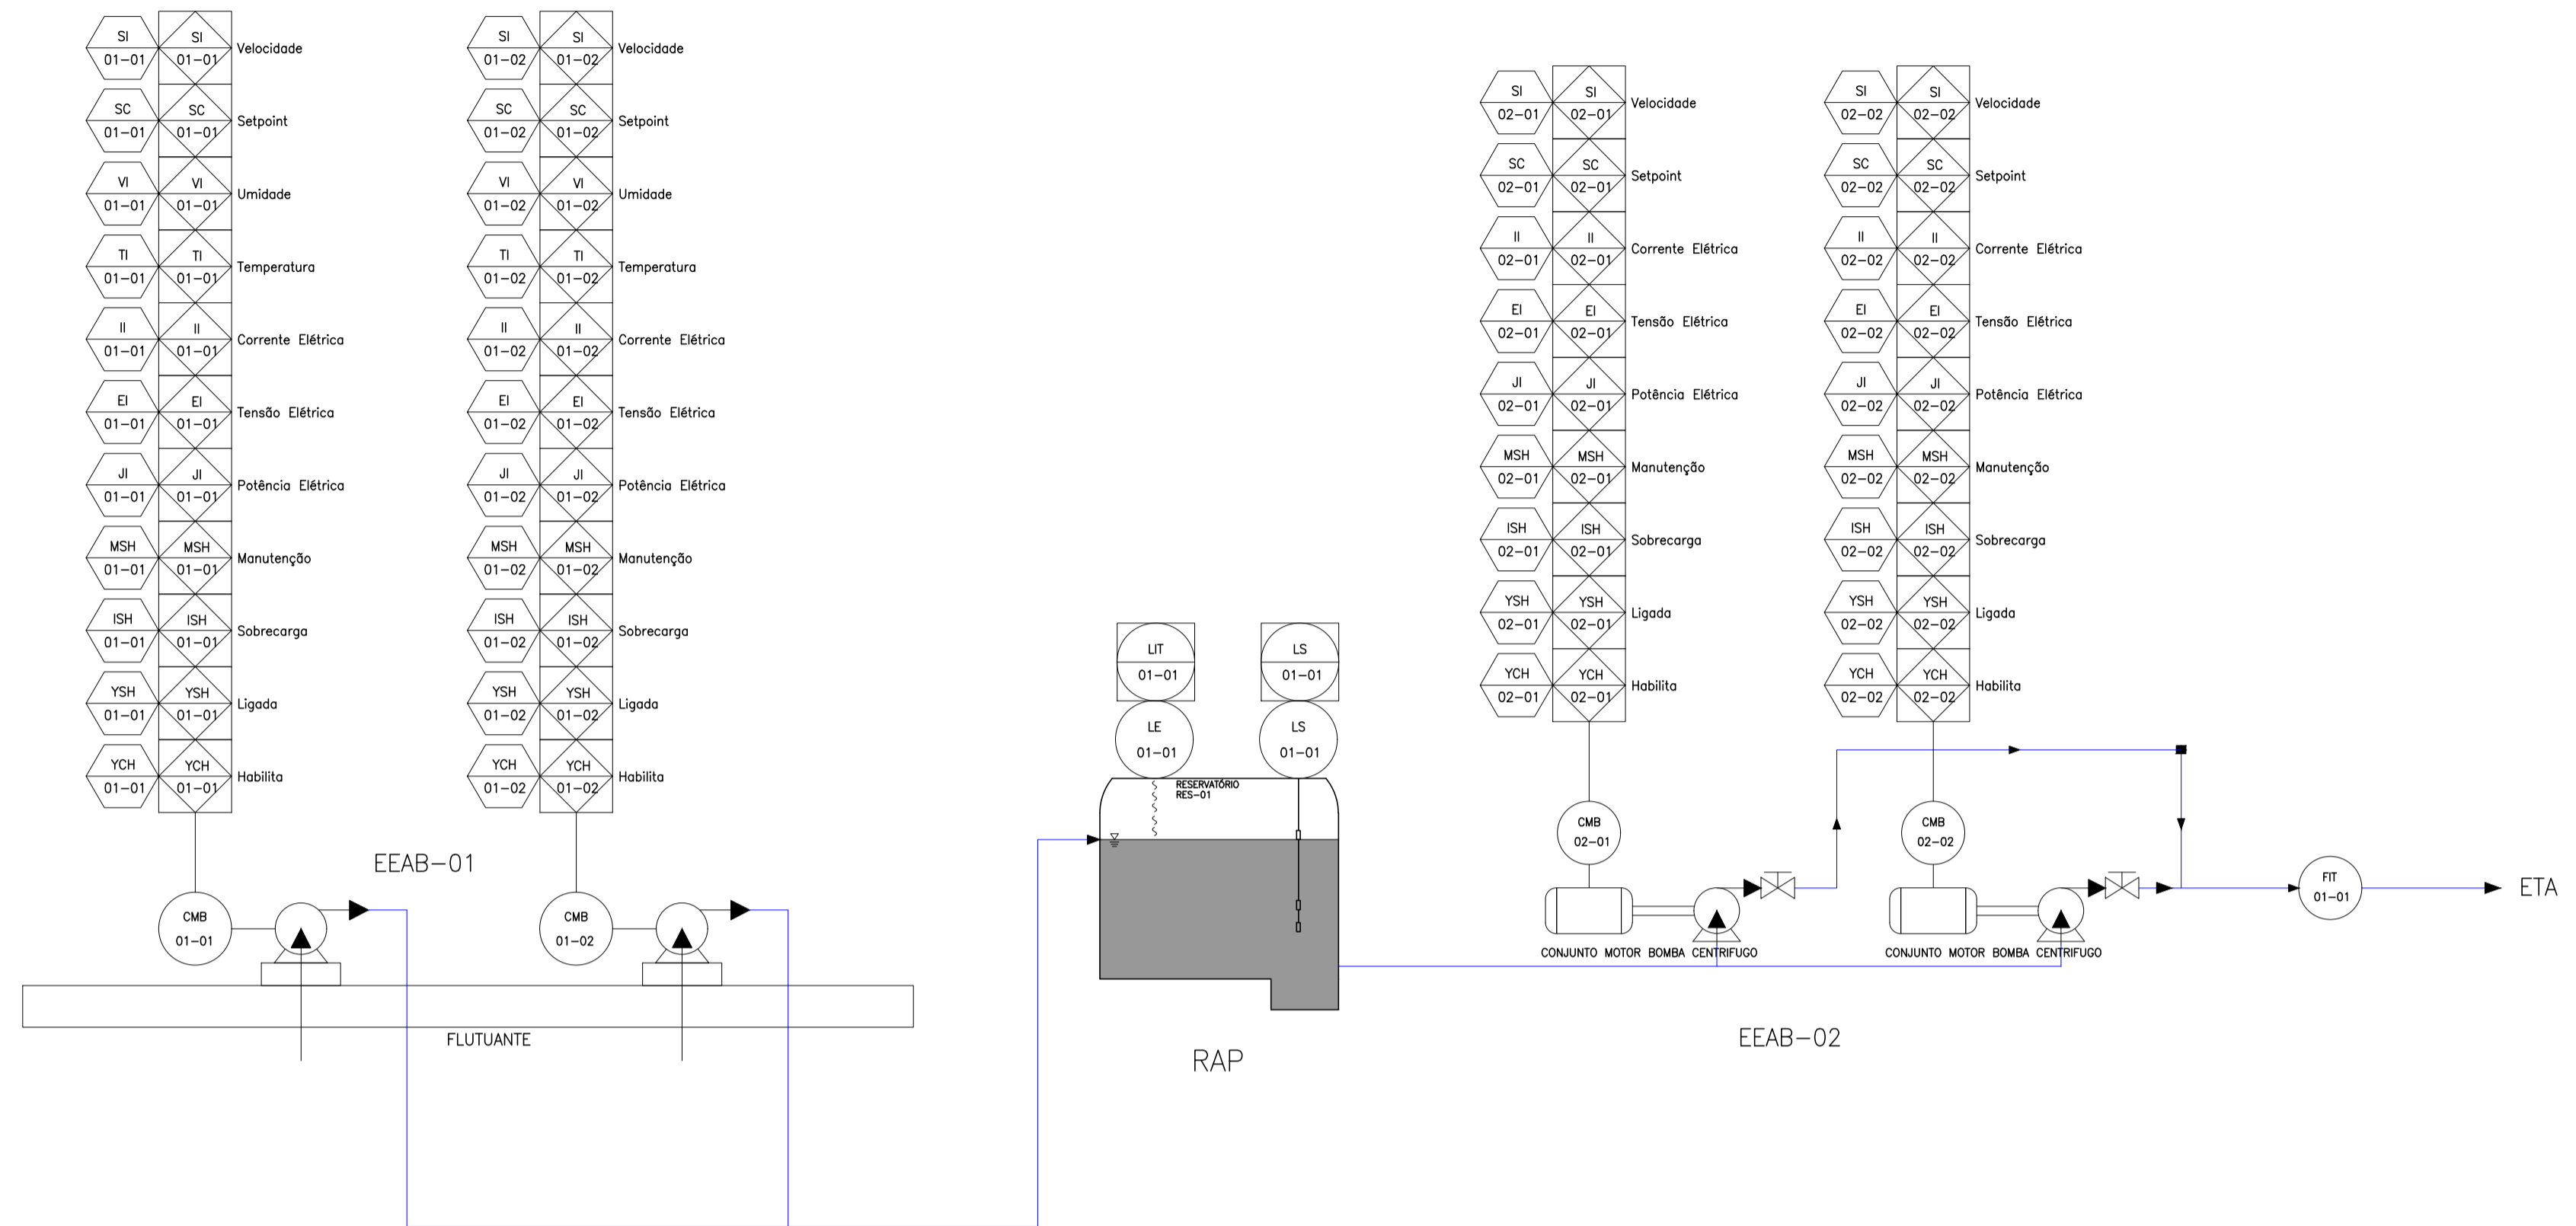 SI
01-01
SI
01-01
Velocidade
SC
01-01
SC
01-01
Setpoint
VI
01-01
VI
01-01
Umidade
TI
01-01
TI
01-01
Temperatura
II
01-01
II
01-01
Corrente Elétrica
EI
01-01
EI
01-01
Tensão Elétrica
JI
01-01
JI
01-01
Potência Elétrica
MSH
01-01
MSH
01-01
Manutenção
ISH
01-01
ISH
01-01
Sobrecarga
YSH
01-01
YSH
01-01
Ligada
YCH
01-01
YCH
01-01
Habilita
CMB
01-01
EEAB-01
SI
01-02
SI
01-02
Velocidade
SC
01-02
SC
01-02
Setpoint
VI
01-02
VI
01-02
Umidade
TI
01-02
TI
01-02
Temperatura
II
01-02
II
01-02
Corrente Elétrica
EI
01-02
EI
01-02
Tensão Elétrica
JI
01-02
JI
01-02
Potência Elétrica
MSH
01-02
MSH
01-02
Manutenção
ISH
01-02
ISH
01-02
Sobrecarga
YSH
01-02
YSH
01-02
Ligada
YCH
01-02
YCH
01-02
Habilita
CMB
01-02
FLUTUANTE
LIT
01-01
LS
01-01
LE
01-01
LS
01-01
RESERVATÓRIO
RES-01
RAP
SI
02-01
SI
02-01
Velocidade
SC
02-01
SC
02-01
Setpoint
II
02-01
II
02-01
Corrente Elétrica
EI
02-01
EI
02-01
Tensão Elétrica
JI
02-01
JI
02-01
Potência Elétrica
MSH
02-01
MSH
02-01
Manutenção
ISH
02-01
ISH
02-01
Sobrecarga
YSH
02-01
YSH
02-01
Ligada
YCH
02-01
YCH
02-01
Habilita
CMB
02-01
CONJUNTO MOTOR BOMBA CENTRIFUGO
SI
02-02
SI
02-02
Velocidade
SC
02-02
SC
02-02
Setpoint
II
02-02
II
02-02
Corrente Elétrica
EI
02-02
EI
02-02
Tensão Elétrica
JI
02-02
JI
02-02
Potência Elétrica
MSH
02-02
MSH
02-02
Manutenção
ISH
02-02
ISH
02-02
Sobrecarga
YSH
02-02
YSH
02-02
Ligada
YCH
02-02
YCH
02-02
Habilita
CMB
02-02
CONJUNTO MOTOR BOMBA CENTRIFUGO
EEAB-02
FIT
01-01
ETA